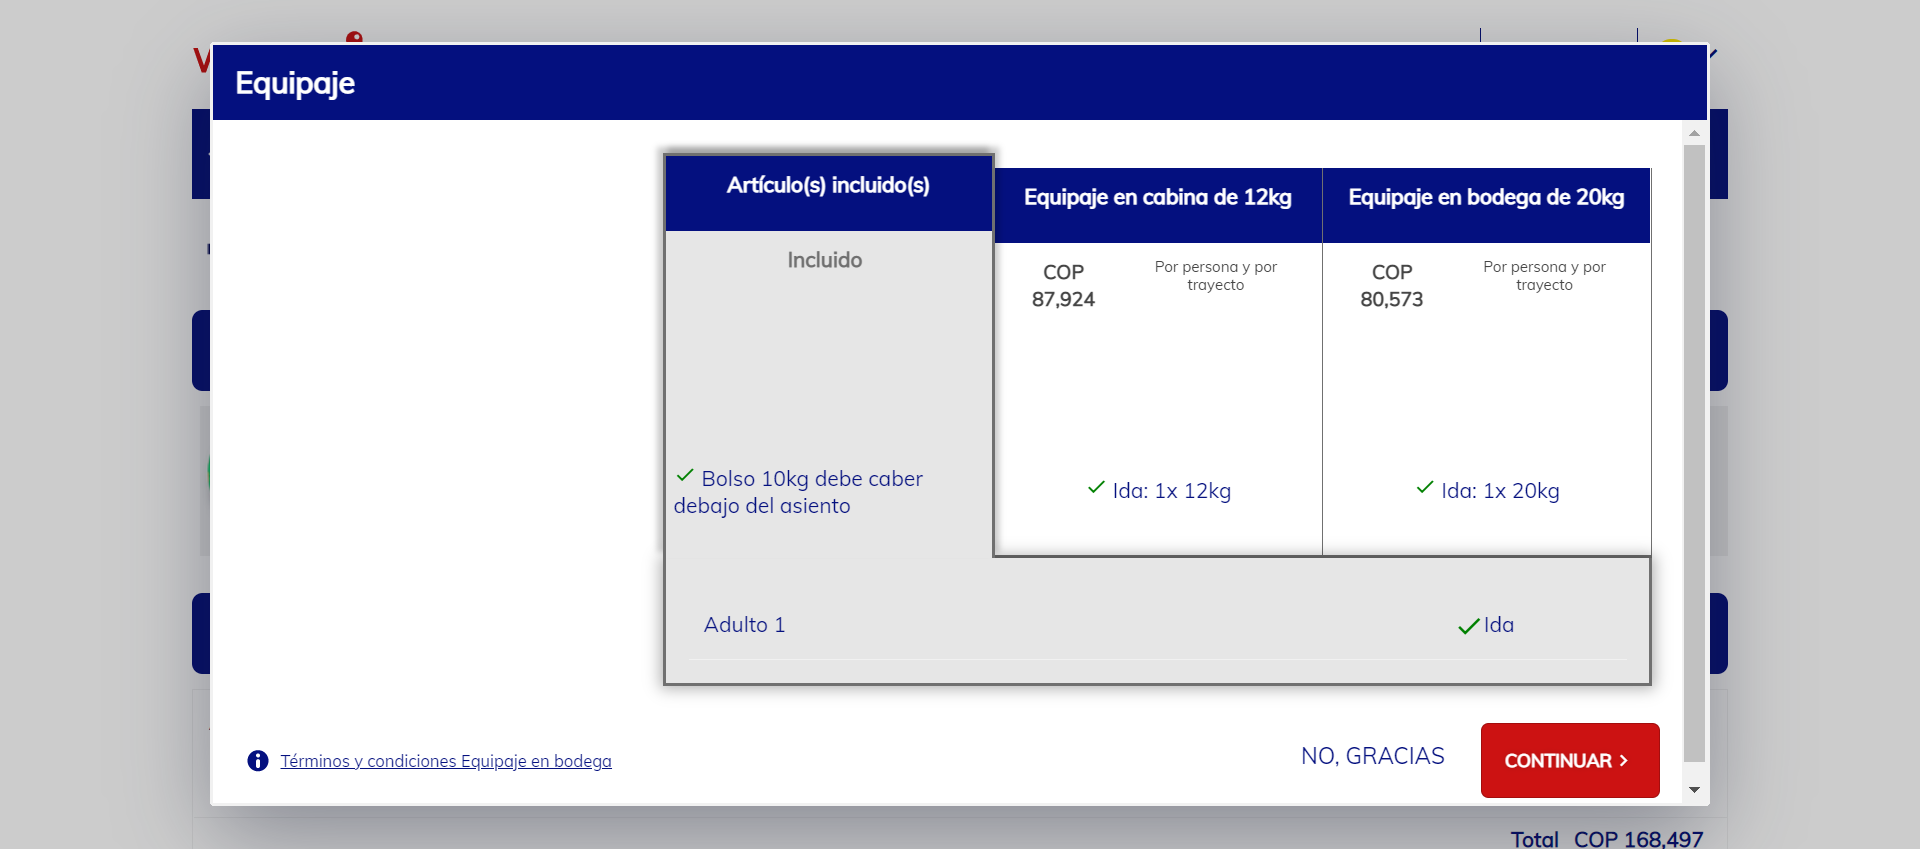 Equipaje
Artículo(s) incluido(s)
Equipaje en cabina de 12kg
Equipaje en bodega de 20kg
Incluido
COP
87,924
Por persona y por
trayecto
COP
80,573
Por persona y por
trayecto
Bolso 10kg debe caber
debajo del asiento
Ida: 1x 12kg
Ida: 1x 20kg
Adulto 1
Ida
Términos y condiciones Equipaje en bodega
NO, GRACIAS
CONTINUAR
Total COP 168,497